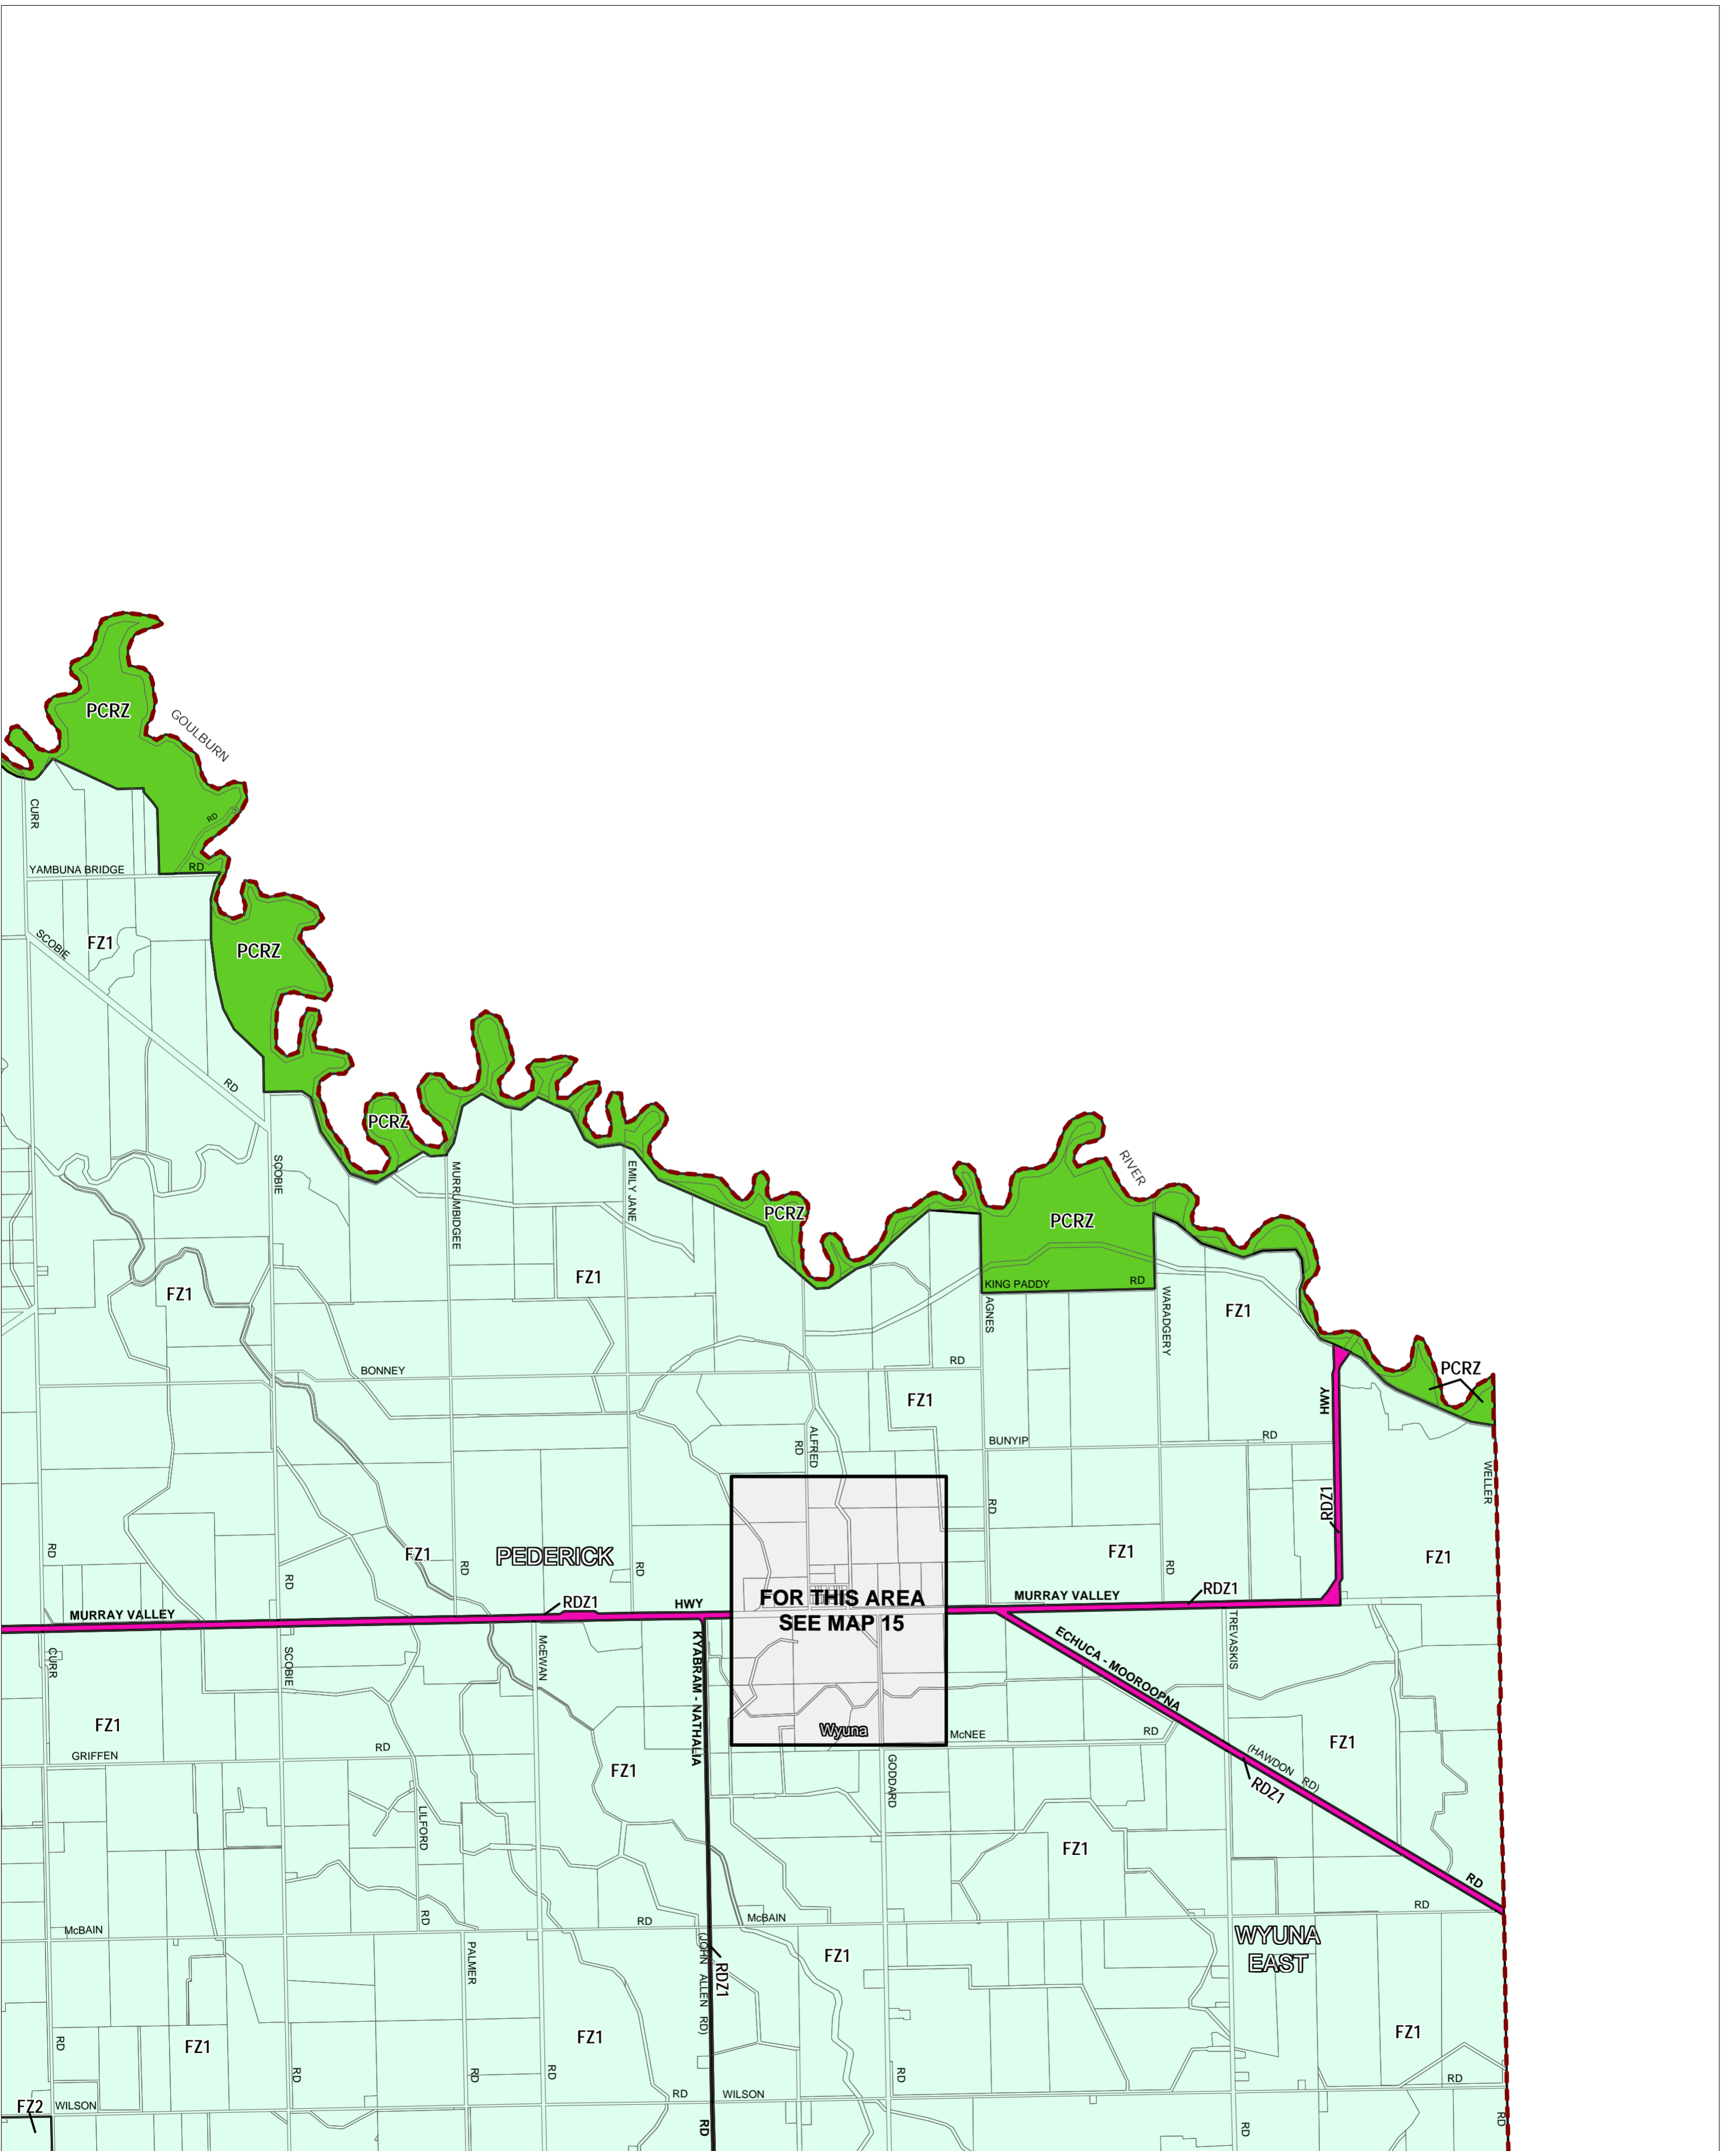 PCRZ
GOULBURN
CURR
RD
YAMBUNA BRIDGE
RD
SCOBIE
FZ1
PCRZ
RD
PCRZ
SCOBIE
MURRUMBIDGEE
EMILY JANE
PCRZ
RIVER
PCRZ
KING PADDY
RD
FZ1
FZ1
AGNES
WARADGERY
FZ1
BONNEY
RD
PCRZ
HWY
FZ1
ALFRED
RD
BUNYIP
RD
WELLER
RD
RDZ1
RD
FZ1
PEDERICK
FZ1
FZ1
RD
RD
RD
RD
MURRAY VALLEY
RDZ1
HWY
FOR THIS AREA
SEE MAP 15
MURRAY VALLEY
RDZ1
CURR
SCOBIE
McEWAN
KYABRAM - NATHALIA
ECHUCA - MOOROOPNA
TREVASKIS
FZ1
GRIFFEN
RD
FZ1
Wyuna
McNEE
RD
FZ1
(HAWDON RD)
RDZ1
LILFORD
GODDARD
FZ1
RD
McBAIN
RD
RD
McBAIN
RD
WYUNA
EAST
PALMER
(JOHN ALLEN RD)
RDZ1
FZ1
FZ1
FZ1
FZ1
RD
RD
RD
RD
RD
RD
FZ2
WILSON
RD
WILSON
RD
RD
RD
RD